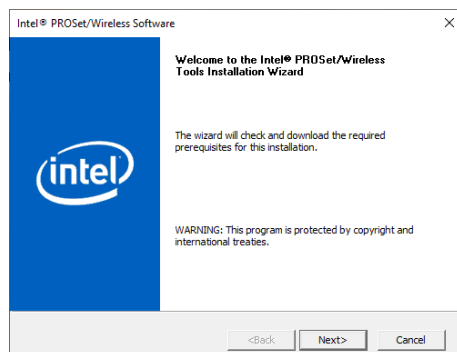 Intel® PROSet/Wireless Software
Welcome to the Intel® PROSet/Wireless
Tools Installation Wizard
The wizard will check and download the required
prerequisites for this installation.
(intel)
WARNING: This program is protected by copyright and
international treaties.
<Back
Next>
Cancel